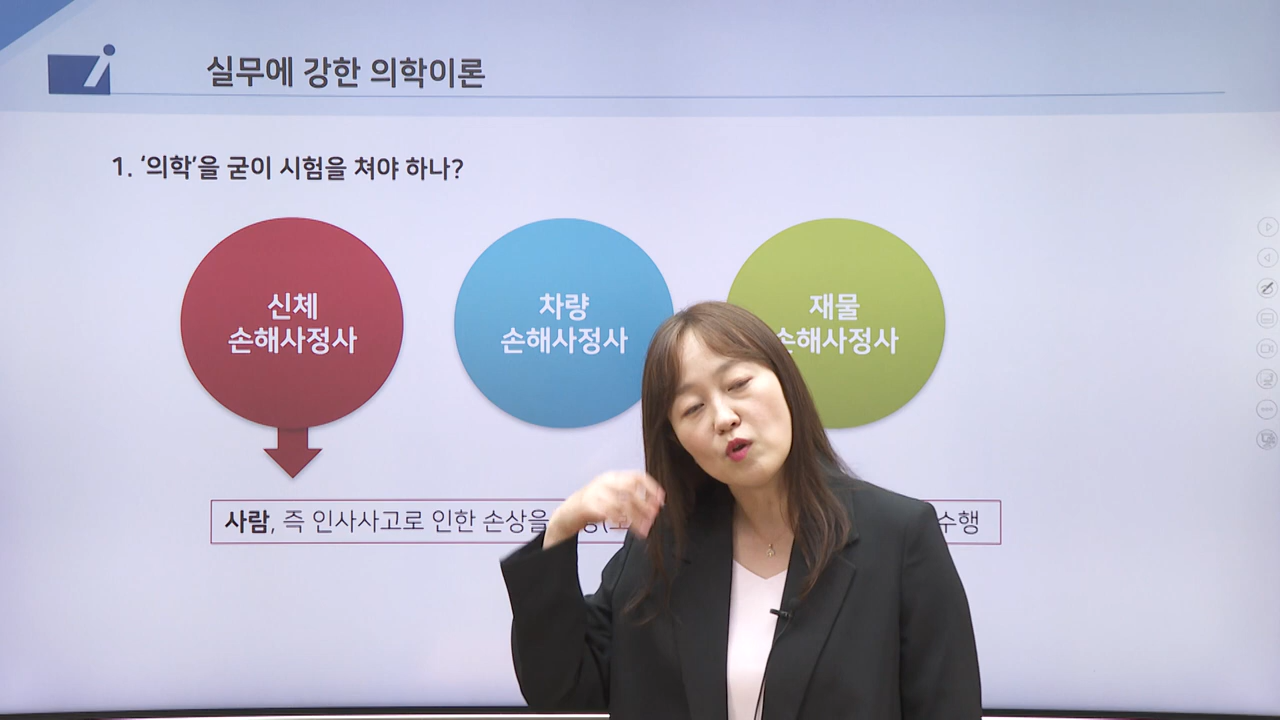 실무에 강한 의학이론
1. ‘의학’을 굳이 시험을 쳐야 하나?
신체
손해사정사
차량
손해사정사
재물
손해사정사
사람, 즉 인사사고로 인한 손상을 수행